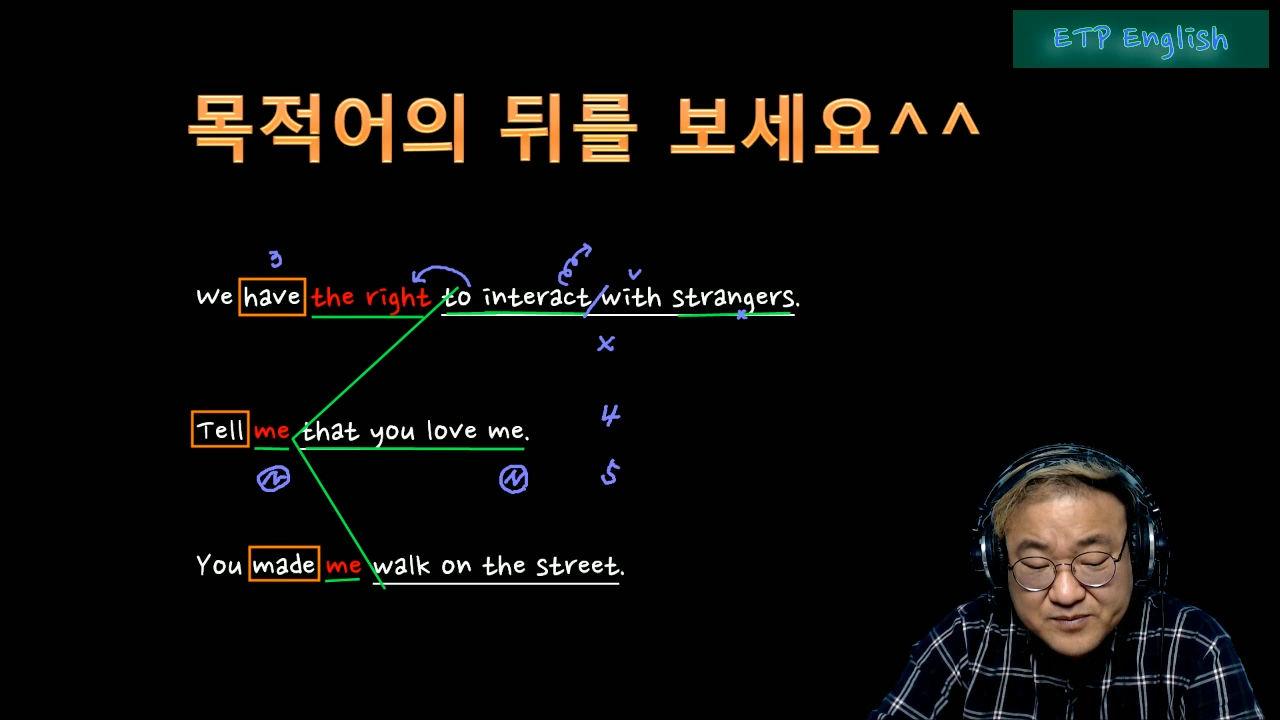 ETP English
목적어의 뒤를 보세요^^
3
We have the right to interact with strangers.
x
4
Tell me that you love me.
N N 5
You made me walk on the street.